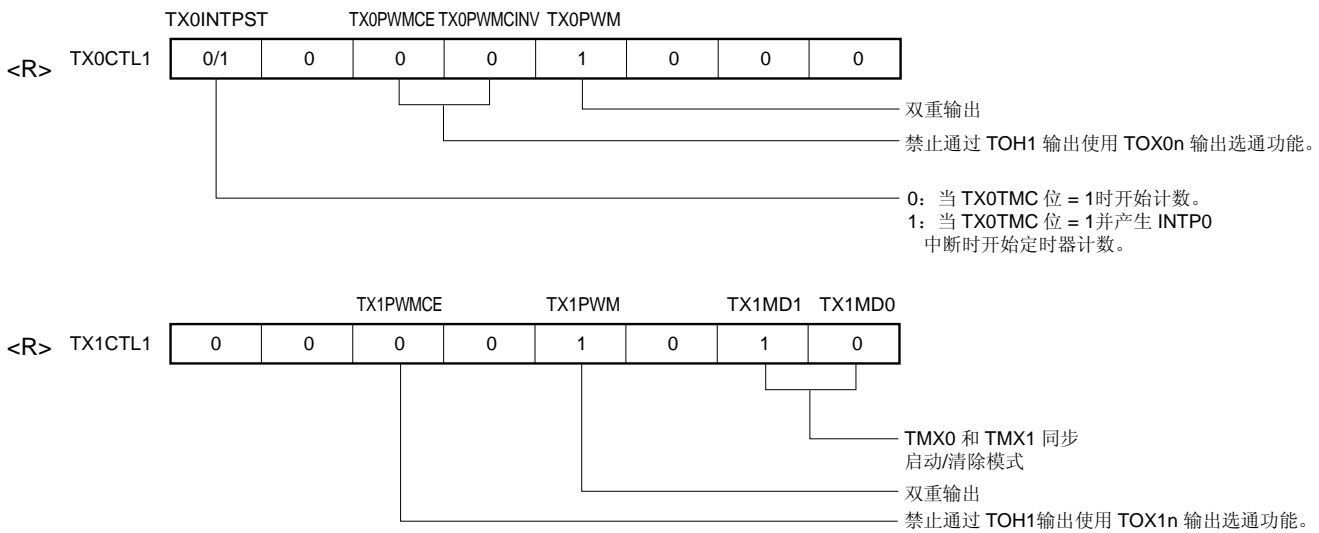 TX0INTPST TX0PWMCE TX0PWMCINV TX0PWM
<R> TX0CTL1 0/1 0 0 0 1 0 0 0
双重输出
禁止通过 TOH1 输出使用 TOX0n 输出选通功能。
0：当 TX0TMC 位 = 1时开始计数。
1：当 TX0TMC 位 = 1并产生 INTP0
中断时开始定时器计数。
TX1PWMCE TX1PWM TX1MD1 TX1MD0
<R> TX1CTL1 0 0 0 0 1 0 1 0
TMX0 和 TMX1 同步
启动/清除模式
双重输出
禁止通过 TOH1输出使用 TOX1n 输出选通功能。